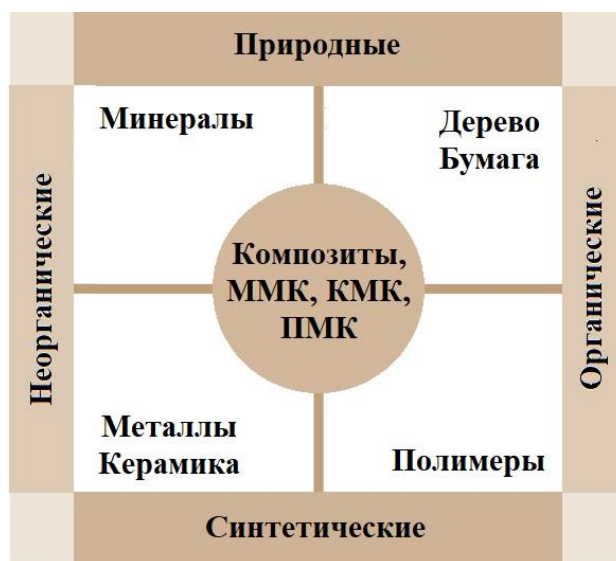 Природные
Неорганические
Минералы
Дерево
Бумага
Органические
Композиты,
ММК, КМК,
ПМК
Металлы
Керамика
Полимеры
Синтетические